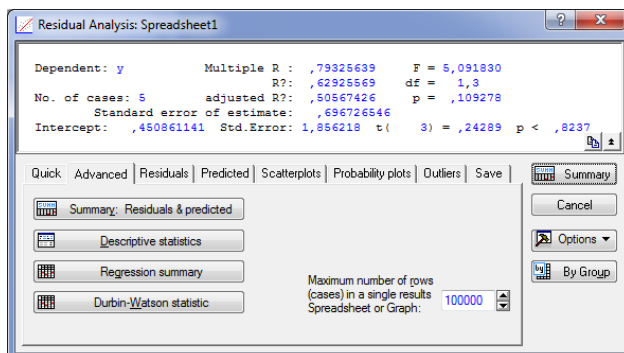 Residual Analysis: Spreadsheet1
Dependent: y Multiple R : ,79325639 F = 5,091830
R?: ,62925569 df = 1,3
No. of cases: 5 adjusted R?: ,50567426 p = ,109278
Standard error of estimate: ,696726546
Intercept: ,450861141 Std.Error: 1,856218 t( 3) = ,24289 p < ,8237
Quick Advanced Residuals Predicted Scatterplots Probability plots Outliers Save
Summary
Summary: Residuals & predicted
Cancel
Descriptive statistics
Options
Regression summary
By Group
Durbin-Watson statistic
Maximum number of rows
(cases) in a single results
Spreadsheet or Graph:
100000